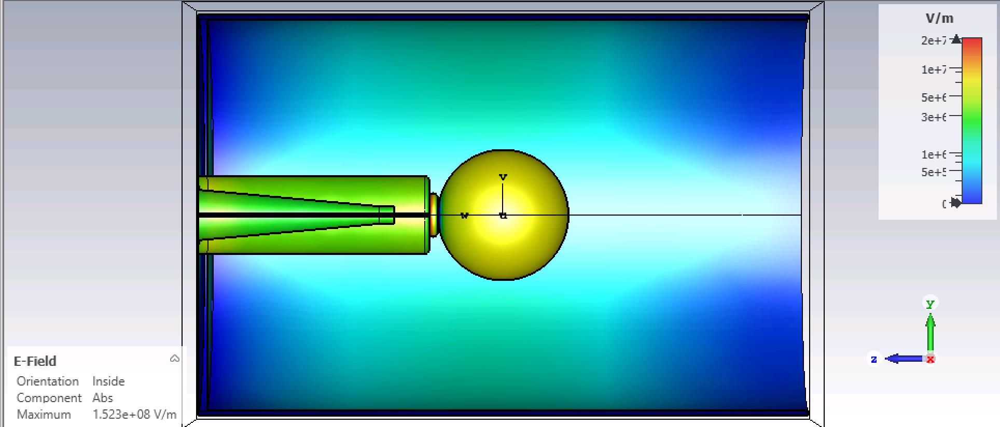 V/m
2e+7
1e+7
5e+6
3e+6
1e+6
5e+5
0
v
w
u
y
z
x
E-Field
Orientation Inside
Component Abs
Maximum 1.523e+08 V/m